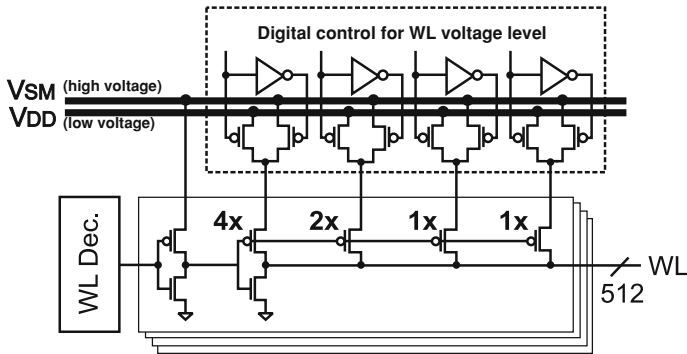 Digital control for WL voltage level
VSM (high voltage)
VDD (low voltage)
4x 2x 1x 1x
WL Dec.
WL
512